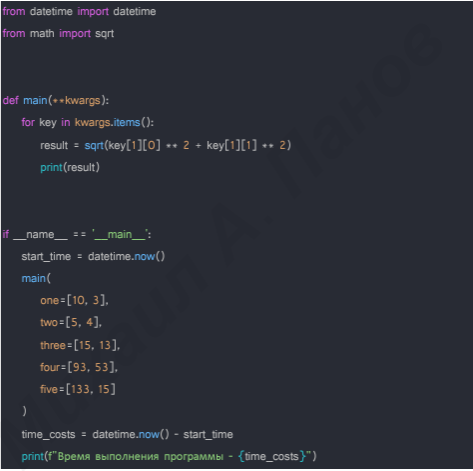 from datetime import datetime
from math import sqrt
def main(**kwargs):
    for key in kwargs.items():
        result = sqrt(key[1][0] ** 2 + key[1][1] ** 2)
        print(result)
if __name__ == '__main__':
    start_time = datetime.now()
    main(
        one=[10, 3],
        two=[5, 4],
        three=[15, 13],
        four=[93, 53],
        five=[133, 15]
    )
    time_costs = datetime.now() - start_time
    print(f"Время выполнения программы - {time_costs}")
Михаил А. Панов